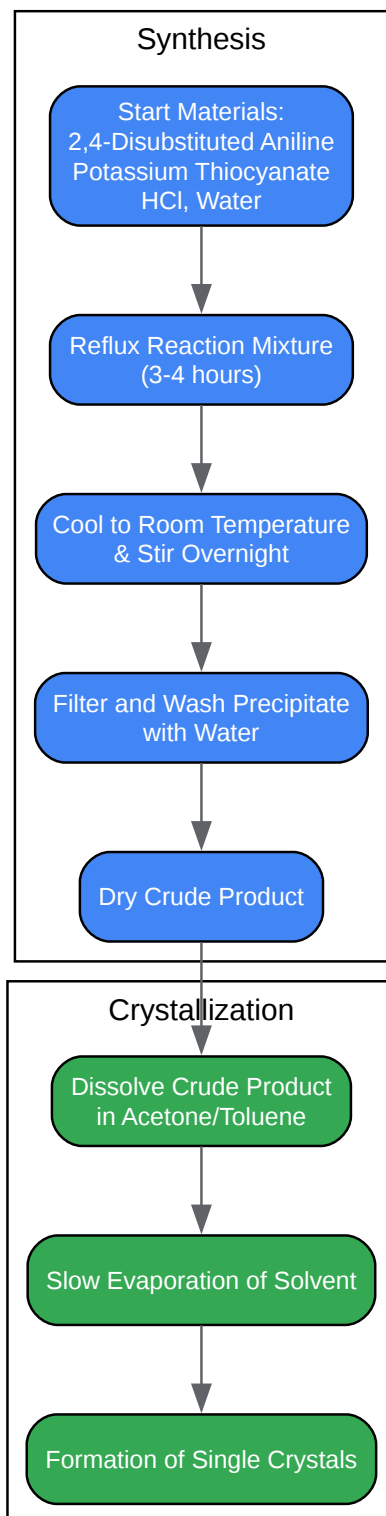 Synthesis
Start Materials:
2,4-Disubstituted Aniline
Potassium Thiocyanate
HCl, Water
Reflux Reaction Mixture
(3-4 hours)
Cool to Room Temperature
& Stir Overnight
Filter and Wash Precipitate
with Water
Dry Crude Product
Crystallization
Dissolve Crude Product
in Acetone/Toluene
Slow Evaporation of Solvent
Formation of Single Crystals